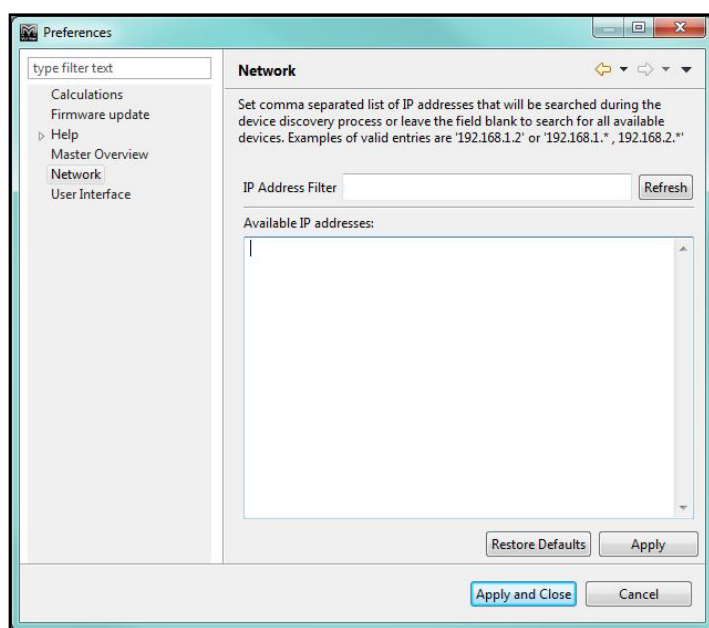 Preferences
type filter text
Calculations
Firmware update
Help
Master Overview
Network
User Interface
Network
Set comma separated list of IP addresses that will be searched during the
device discovery process or leave the field blank to search for all available
devices. Examples of valid entries are '192.168.1.2' or '192.168.1.* , 192.168.2.*'
IP Address Filter
Refresh
Available IP addresses:
Restore Defaults
Apply
Apply and Close
Cancel